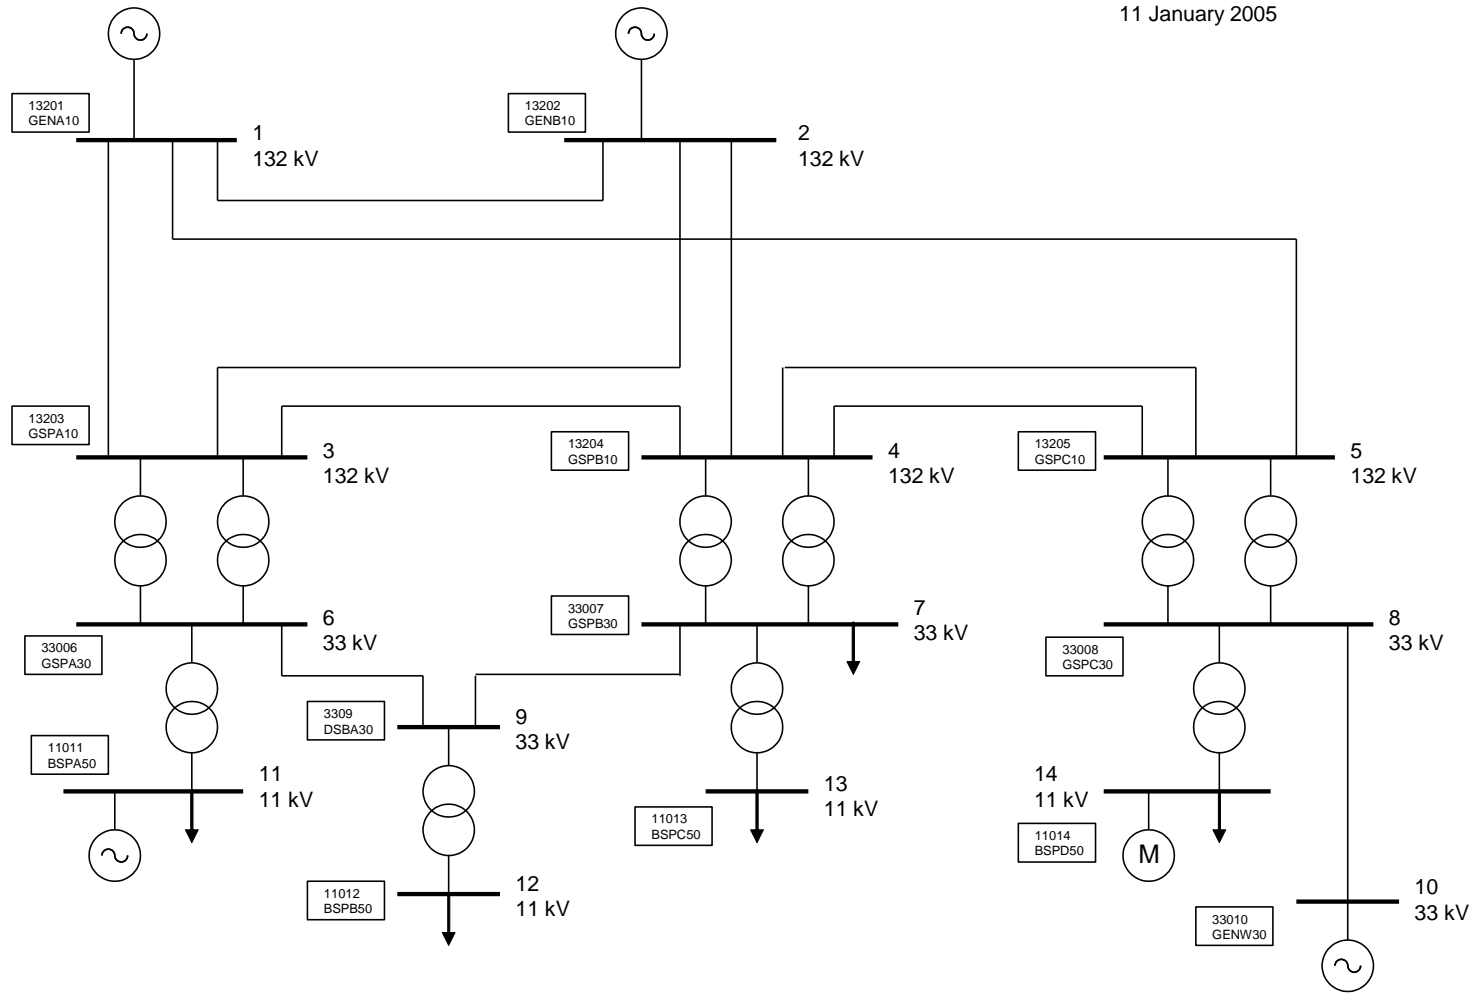 11 January 2005
13201
GENA10
1
132 kV
13202
GENB10
2
132 kV
13203
GSPA10
3
132 kV
13204
GSPB10
4
132 kV
13205
GSPC10
5
132 kV
33006
GSPA30
6
33 kV
33007
GSPB30
7
33 kV
33008
GSPC30
8
33 kV
3309
DSBA30
9
33 kV
11011
BSPA50
11
11 kV
11013
BSPC50
13
11 kV
14
11 kV
11014
BSPD50
M
11012
BSPB50
12
11 kV
33010
GENW30
10
33 kV